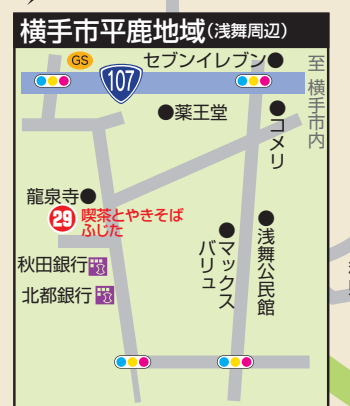 横手市平鹿地域(浅舞周辺)
GS
セブンイレブン
至横手市内
107
薬王堂
コメリ
龍泉寺
29 喫茶とやきそば
ふじた
浅舞公民館
マックス
バリュ
秋田銀行
北都銀行